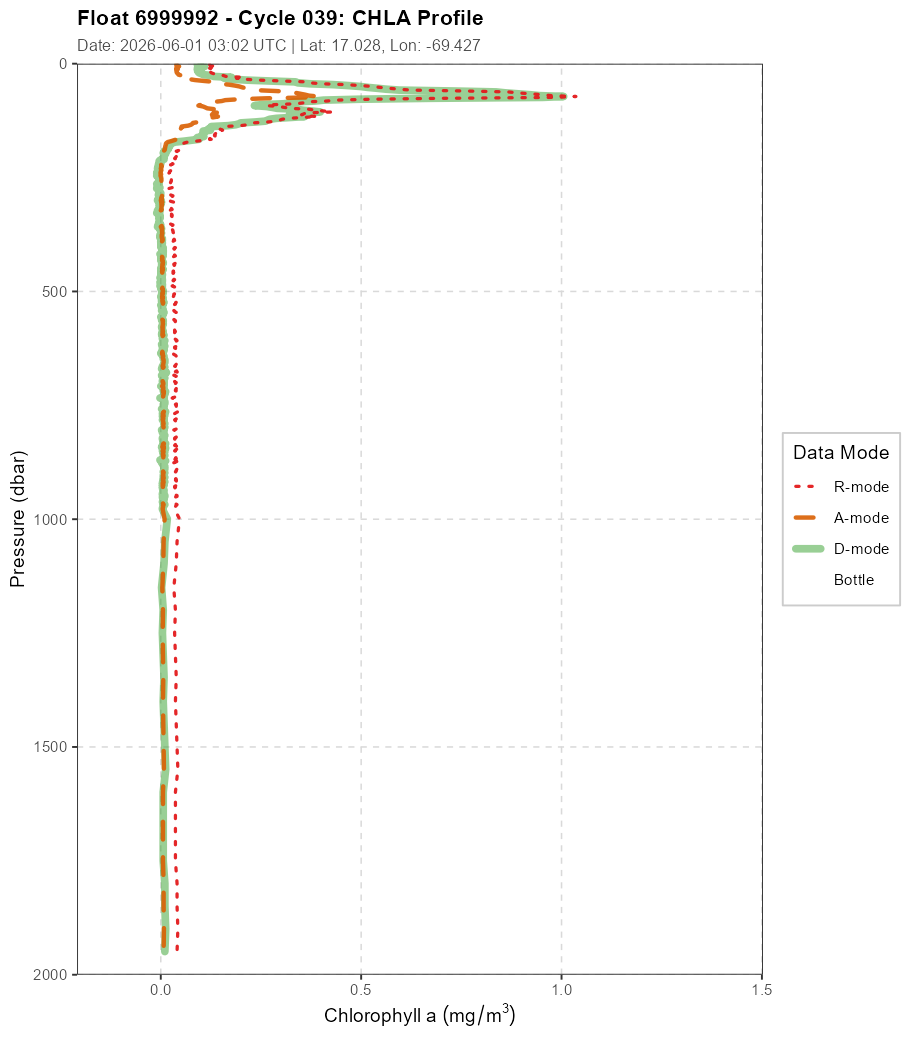 Float 6999992 - Cycle 039: CHLA Profile
Date: 2026-06-01 03:02 UTC | Lat: 17.028, Lon: -69.427
0
500
1000
1500
2000
Pressure (dbar)
0.0 0.5 1.0 1.5
Chlorophyll a (mg/m³)
Data Mode
R-mode
A-mode
D-mode
Bottle